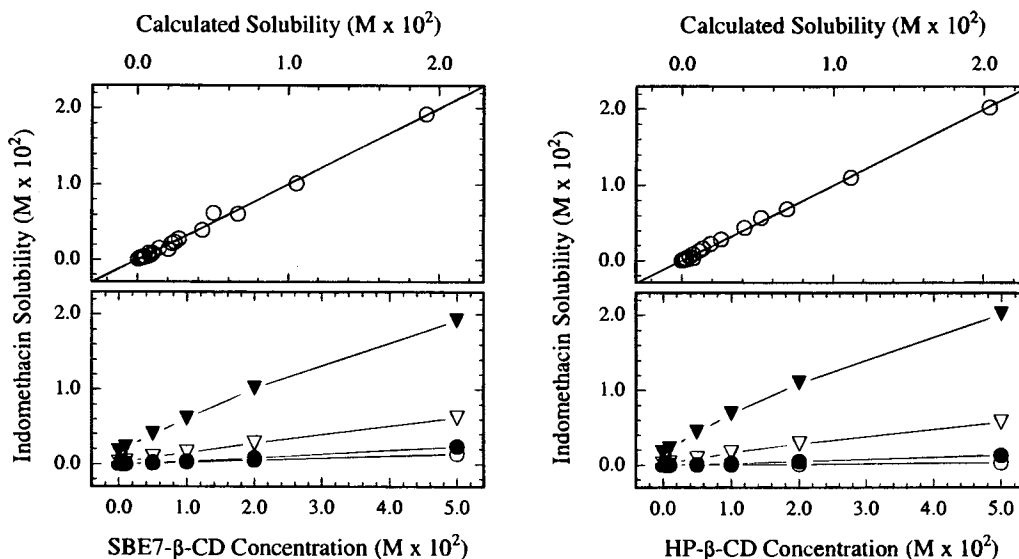 Calculated Solubility (M x 10²)
0.0 1.0 2.0
2.0
1.0
0.0
2.0
1.0
0.0
Indomethacin Solubility (M x 10²)
0.0 1.0 2.0 3.0 4.0 5.0
SBE7-β-CD Concentration (M x 10²)
Calculated Solubility (M x 10²)
0.0 1.0 2.0
2.0
1.0
0.0
2.0
1.0
0.0
Indomethacin Solubility (M x 10²)
0.0 1.0 2.0 3.0 4.0 5.0
HP-β-CD Concentration (M x 10²)